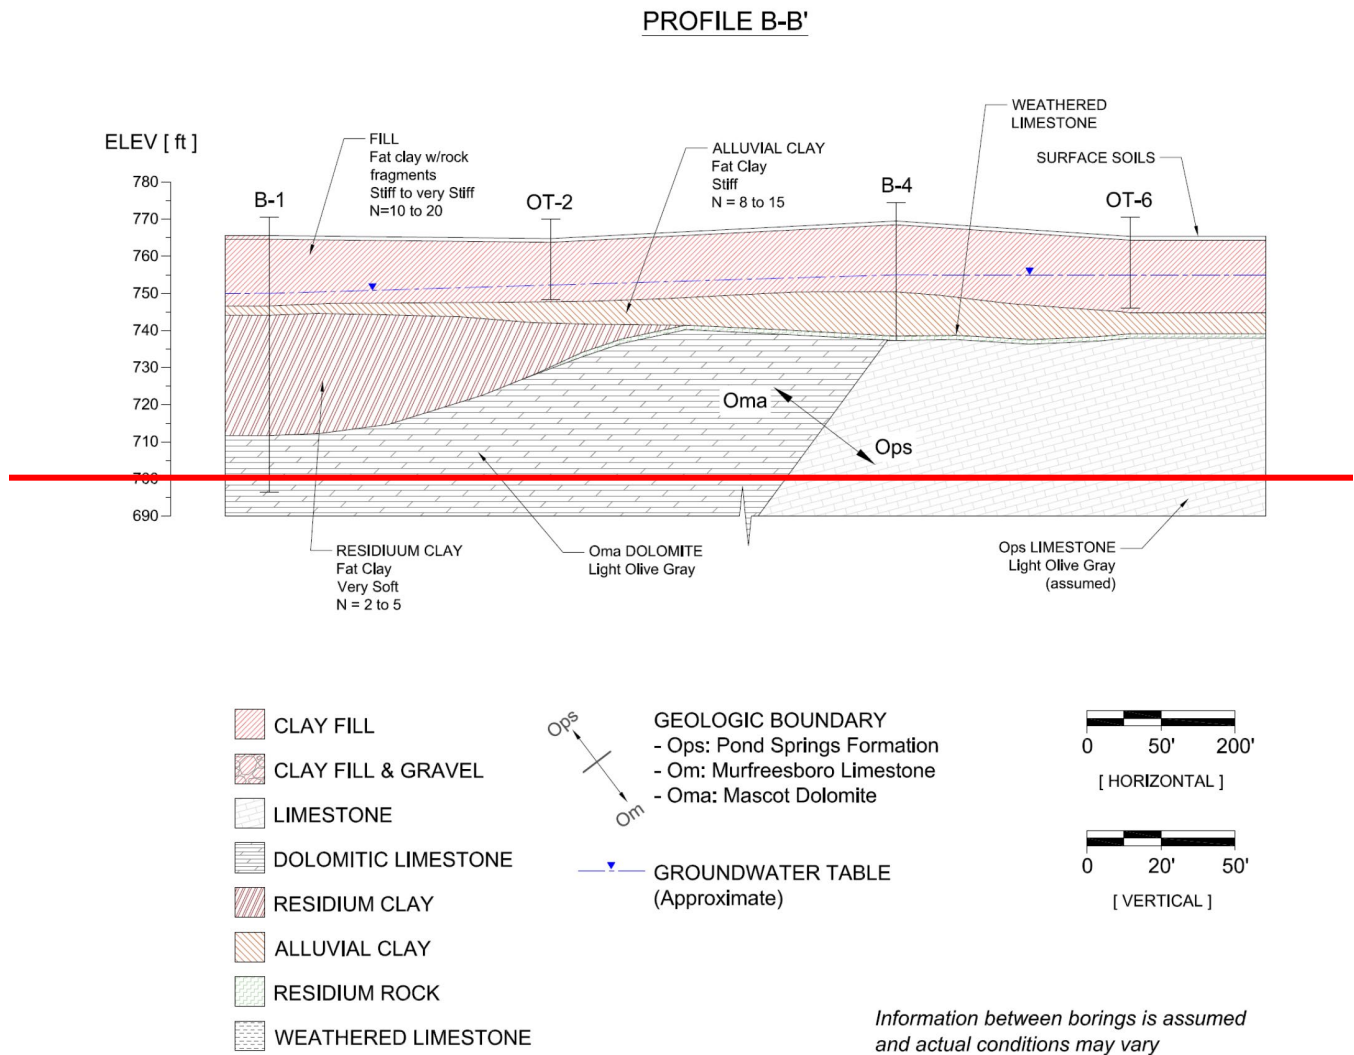 PROFILE B-B'
ELEV [ ft ]
780
770
760
750
740
730
720
710
700
690
B-1
OT-2
B-4
OT-6
FILL
Fat clay w/rock
fragments
Stiff to very Stiff
N=10 to 20
ALLUVIAL CLAY
Fat Clay
Stiff
N = 8 to 15
WEATHERED
LIMESTONE
SURFACE SOILS
Oma
Ops
RESIDIUUM CLAY
Fat Clay
Very Soft
N = 2 to 5
Oma DOLOMITE
Light Olive Gray
Ops LIMESTONE
Light Olive Gray
(assumed)
CLAY FILL
CLAY FILL & GRAVEL
LIMESTONE
DOLOMITIC LIMESTONE
RESIDIUM CLAY
ALLUVIAL CLAY
RESIDIUM ROCK
WEATHERED LIMESTONE
Ops
Om
GEOLOGIC BOUNDARY
- Ops: Pond Springs Formation
- Om: Murfreesboro Limestone
- Oma: Mascot Dolomite
GROUNDWATER TABLE
(Approximate)
0 50' 200'
[ HORIZONTAL ]
0 20' 50'
[ VERTICAL ]
Information between borings is assumed
and actual conditions may vary